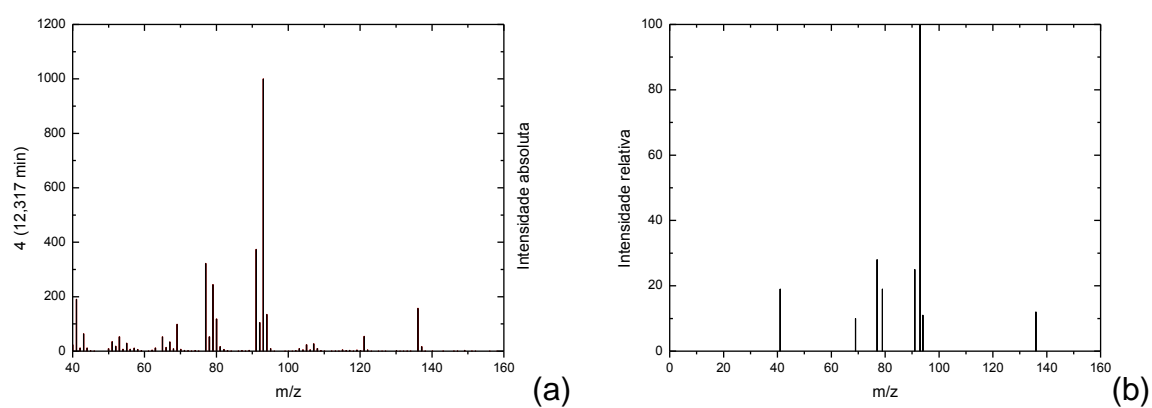 1200
1000
800
600
400
200
0
4 (12,317 min)
40 60 80 100 120 140 160
m/z
Intensidade absoluta
(a)
100
80
60
40
20
0
Intensidade relativa
0 20 40 60 80 100 120 140 160
m/z
(b)